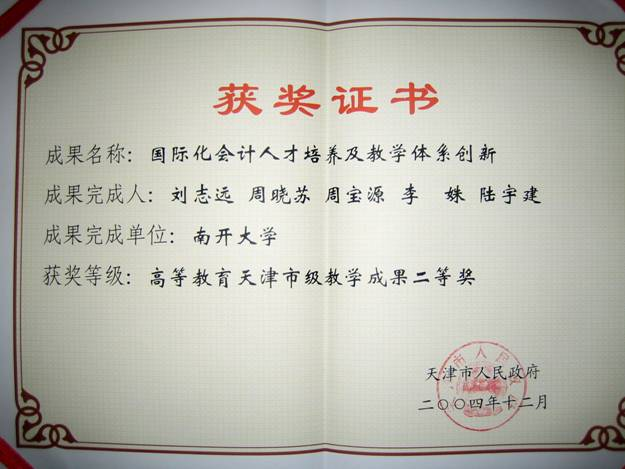 获奖证书
成果名称：国际化会计人才培养及教学体系创新
成果完成人：刘志远 周晓苏 周宝源 李 姝 陆宇建
成果完成单位：南开大学
获奖等级：高等教育天津市级教学成果二等奖
天津市人民政府
二〇〇四年十二月